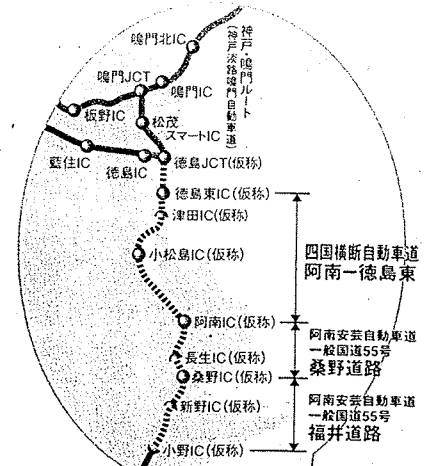 鳴門北IC
神戸・鳴門ルート
(神戸淡路鳴門自動車道)
鳴門JCT
鳴門IC
板野IC
松茂
スマートIC
藍住IC
徳島IC
徳島JCT(仮称)
徳島東IC(仮称)
津田IC(仮称)
小松島IC(仮称)
四国横断自動車道
阿南ー徳島東
阿南IC(仮称)
阿南安芸自動車道
一般国道55号
桑野道路
長生IC(仮称)
桑野IC(仮称)
阿南安芸自動車道
一般国道55号
福井道路
新野IC(仮称)
小野IC(仮称)